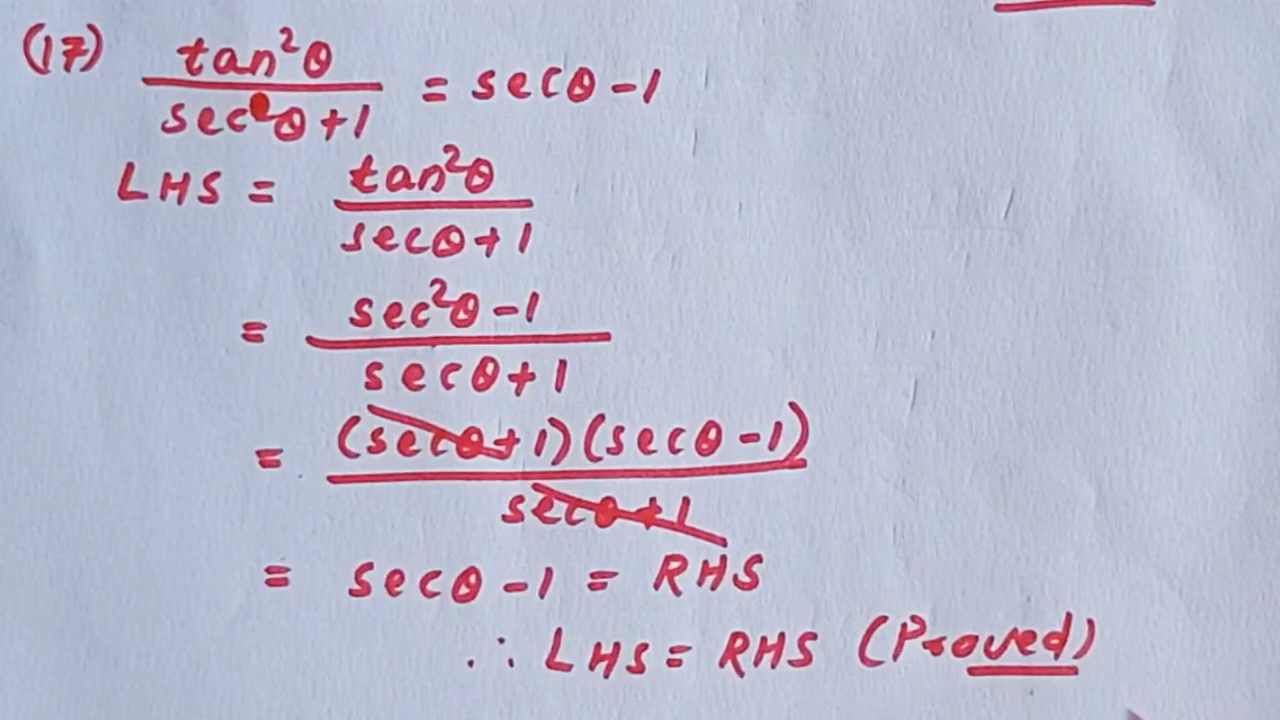 (17) tan²θ / secθ+1 = secθ-1
LHS = tan²θ / secθ+1
= sec²θ-1 / secθ+1
= (secθ+1)(secθ-1) / secθ+1
= secθ-1 = RHS
∴ LHS = RHS (Proved)